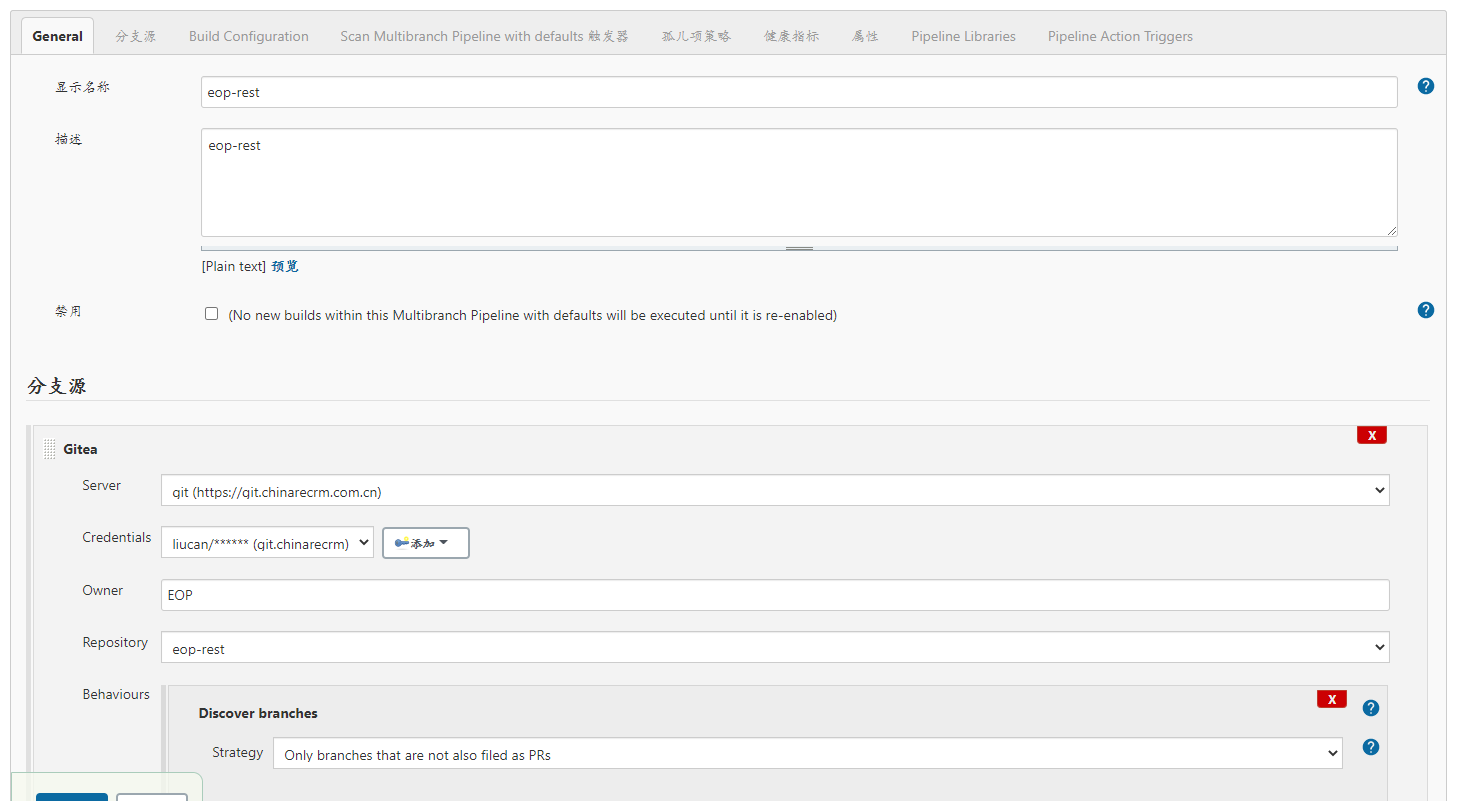 General 分支源 Build Configuration Scan Multibranch Pipeline with defaults 触发器 孤儿项策略 健康指标 属性 Pipeline Libraries Pipeline Action Triggers
显示名称 eop-rest ?
描述 eop-rest
[Plain text] 预览
禁用 (No new builds within this Multibranch Pipeline with defaults will be executed until it is re-enabled) ?
分支源
X
Gitea
Server git (https://git.chinarecrm.com.cn)
Credentials liucan/****** (git.chinarecrm) 添加
Owner EOP
Repository eop-rest
Behaviours X
Discover branches ?
Strategy Only branches that are not also filed as PRs ?